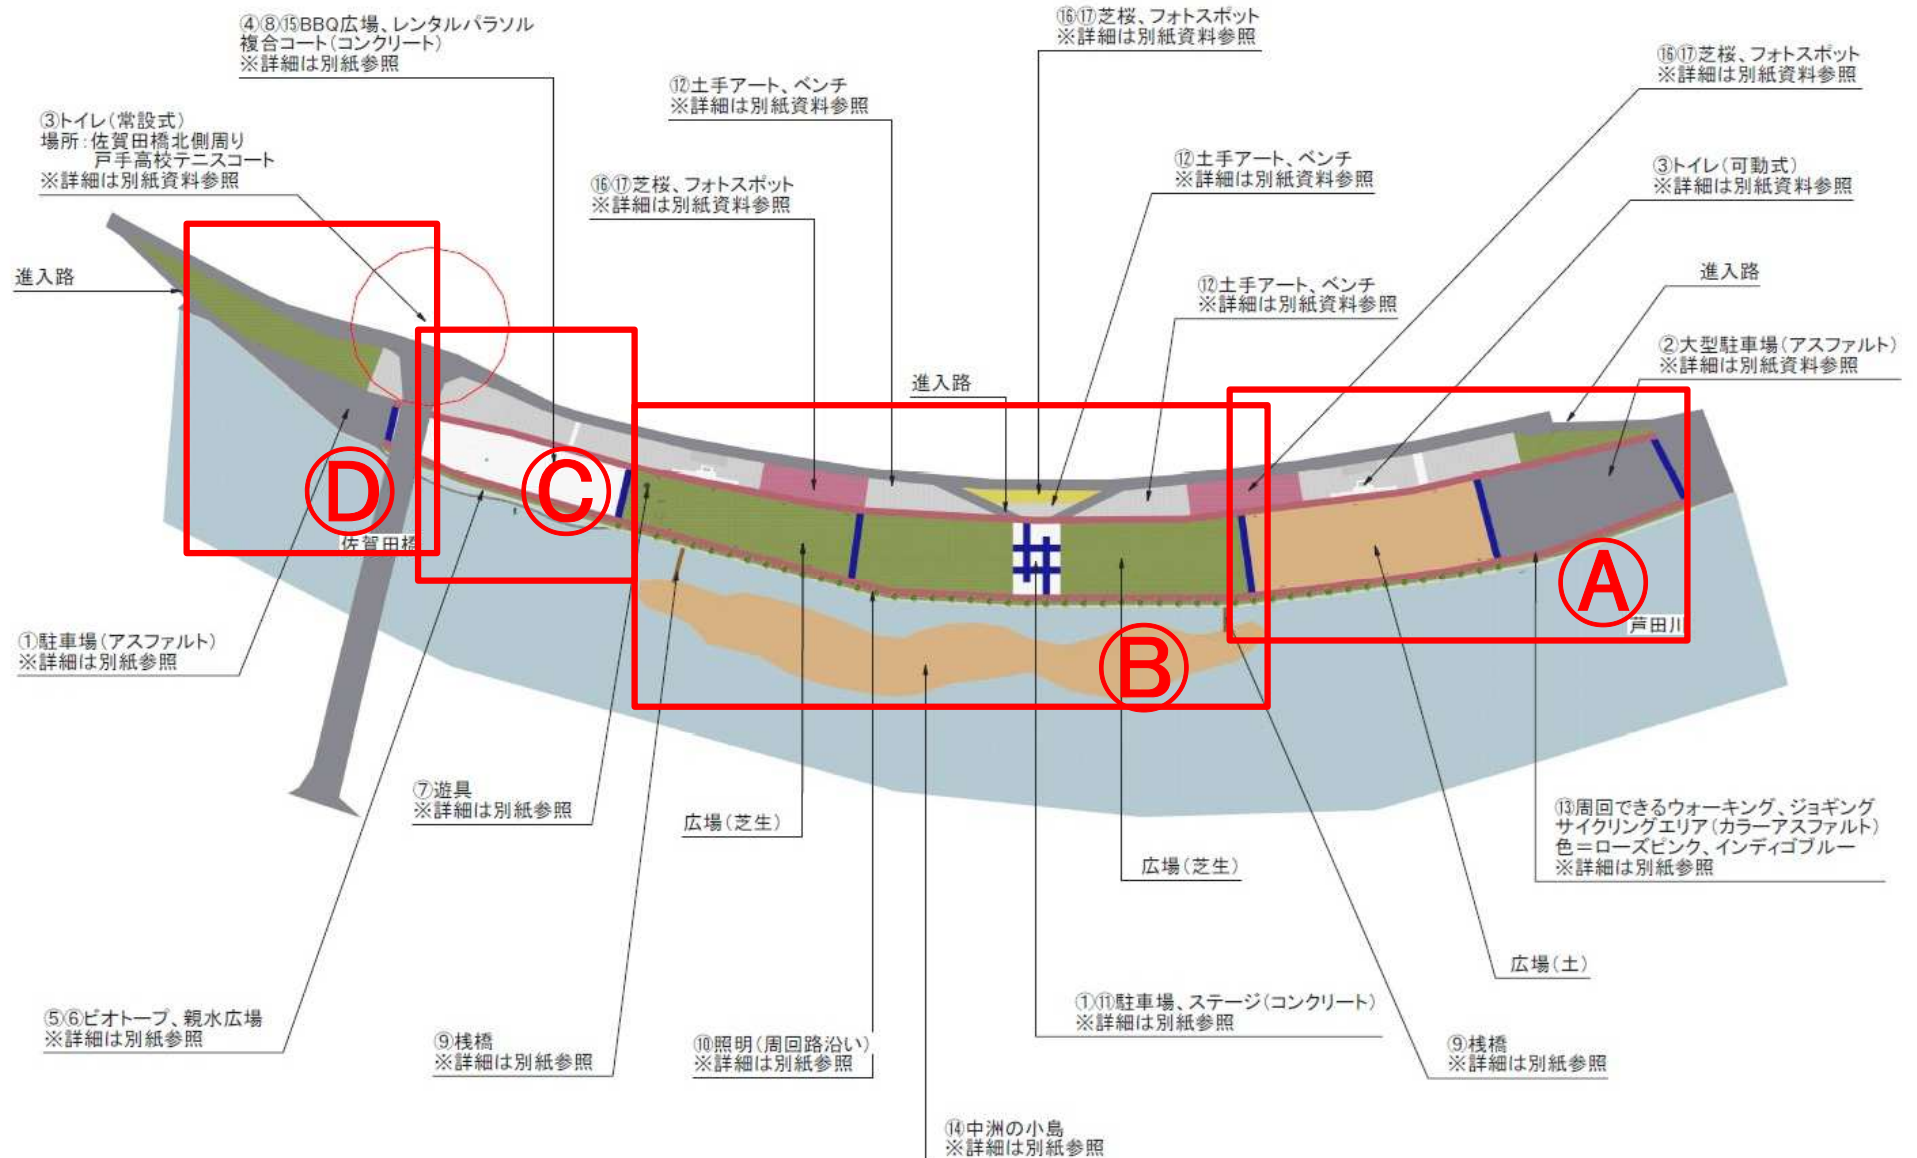 ④⑧⑮BBQ広場、レンタルパラソル
複合コート(コンクリート)
※詳細は別紙参照
⑯⑰芝桜、フォトスポット
※詳細は別紙資料参照
⑯⑰芝桜、フォトスポット
※詳細は別紙資料参照
⑫土手アート、ベンチ
※詳細は別紙資料参照
③トイレ(常設式)
場所:佐賀田橋北側周り
戸手高校テニスコート
※詳細は別紙資料参照
⑫土手アート、ベンチ
※詳細は別紙資料参照
③トイレ(可動式)
※詳細は別紙資料参照
⑯⑰芝桜、フォトスポット
※詳細は別紙資料参照
進入路
進入路
⑫土手アート、ベンチ
※詳細は別紙資料参照
②大型駐車場(アスファルト)
※詳細は別紙資料参照
進入路
D
C
佐賀田橋
A
芦田川
B
①駐車場(アスファルト)
※詳細は別紙参照
⑦遊具
※詳細は別紙参照
広場(芝生)
広場(芝生)
⑬周回できるウォーキング、ジョギング
サイクリングエリア(カラーアスファルト)
色=ローズピンク、インディゴブルー
※詳細は別紙参照
広場(土)
⑤⑥ビオトープ、親水広場
※詳細は別紙参照
⑨桟橋
※詳細は別紙参照
⑩照明(周回路沿い)
※詳細は別紙参照
①⑪駐車場、ステージ(コンクリート)
※詳細は別紙参照
⑨桟橋
※詳細は別紙参照
⑭中洲の小島
※詳細は別紙参照